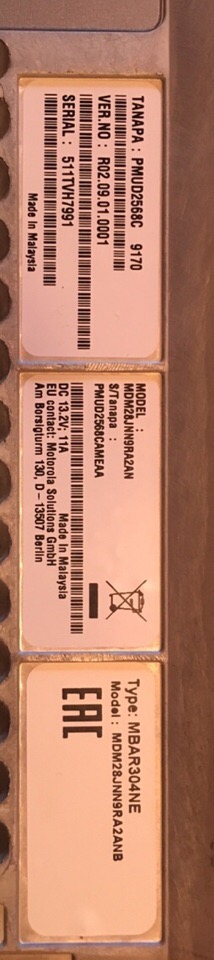 TANAPA : PMUD2568C 9170
VER.NO : R02.09.01.0001
SERIAL : 511TVH7991
Made In Malaysia
MODEL :
MDM28JNN9RA2AN
S/Tanapa :
PMUD2568CAMEAA
DC 13.2V; 11A Made In Malaysia
EU contact: Motorola Solutions GmbH
Am Borsigturm 130, D-13507 Berlin
Type: MBAR304NE
Model : MDM28JNN9RA2ANB
EAC